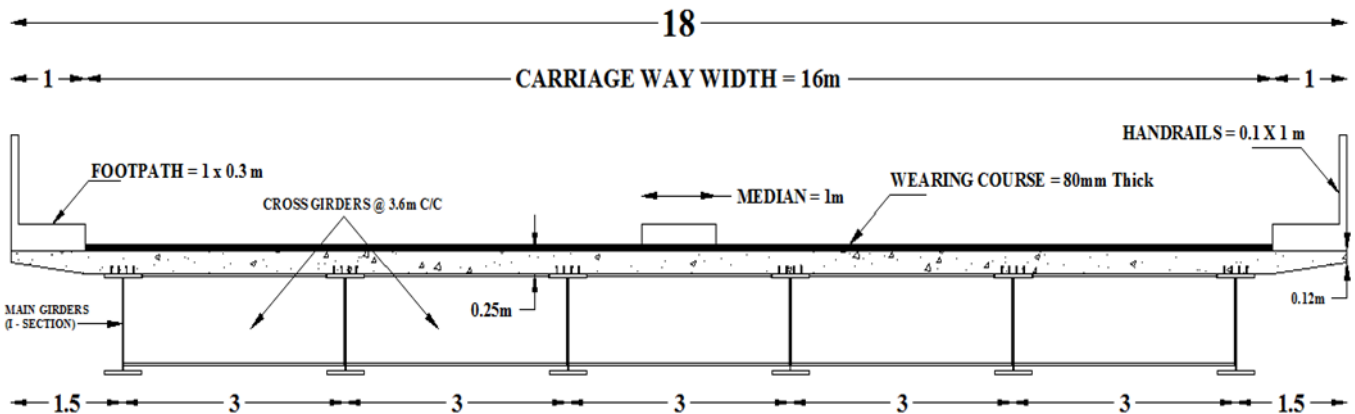 18
1
CARRIAGE WAY WIDTH = 16m
1
HANDRAILS = 0.1 X 1 m
FOOTPATH = 1 x 0.3 m
WEARING COURSE = 80mm Thick
MEDIAN = 1m
CROSS GIRDERS @ 3.6m C/C
0.25m
0.12m
MAIN GIRDERS
(I - SECTION)
1.5
3
3
3
3
3
1.5